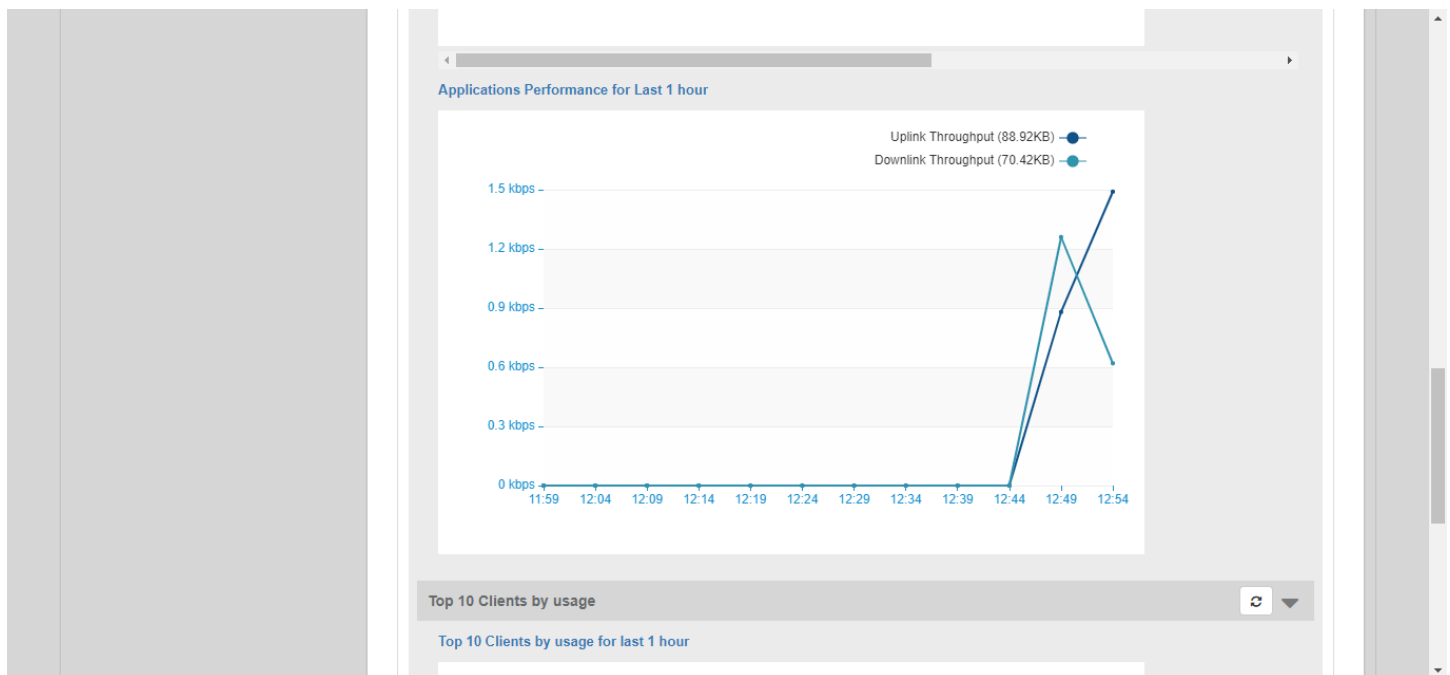 Applications Performance for Last 1 hour
Uplink Throughput (88.92KB)
Downlink Throughput (70.42KB)
1.5 kbps
1.2 kbps
0.9 kbps
0.6 kbps
0.3 kbps
0 kbps
11:59 12:04 12:09 12:14 12:19 12:24 12:29 12:34 12:39 12:44 12:49 12:54
Top 10 Clients by usage
Top 10 Clients by usage for last 1 hour